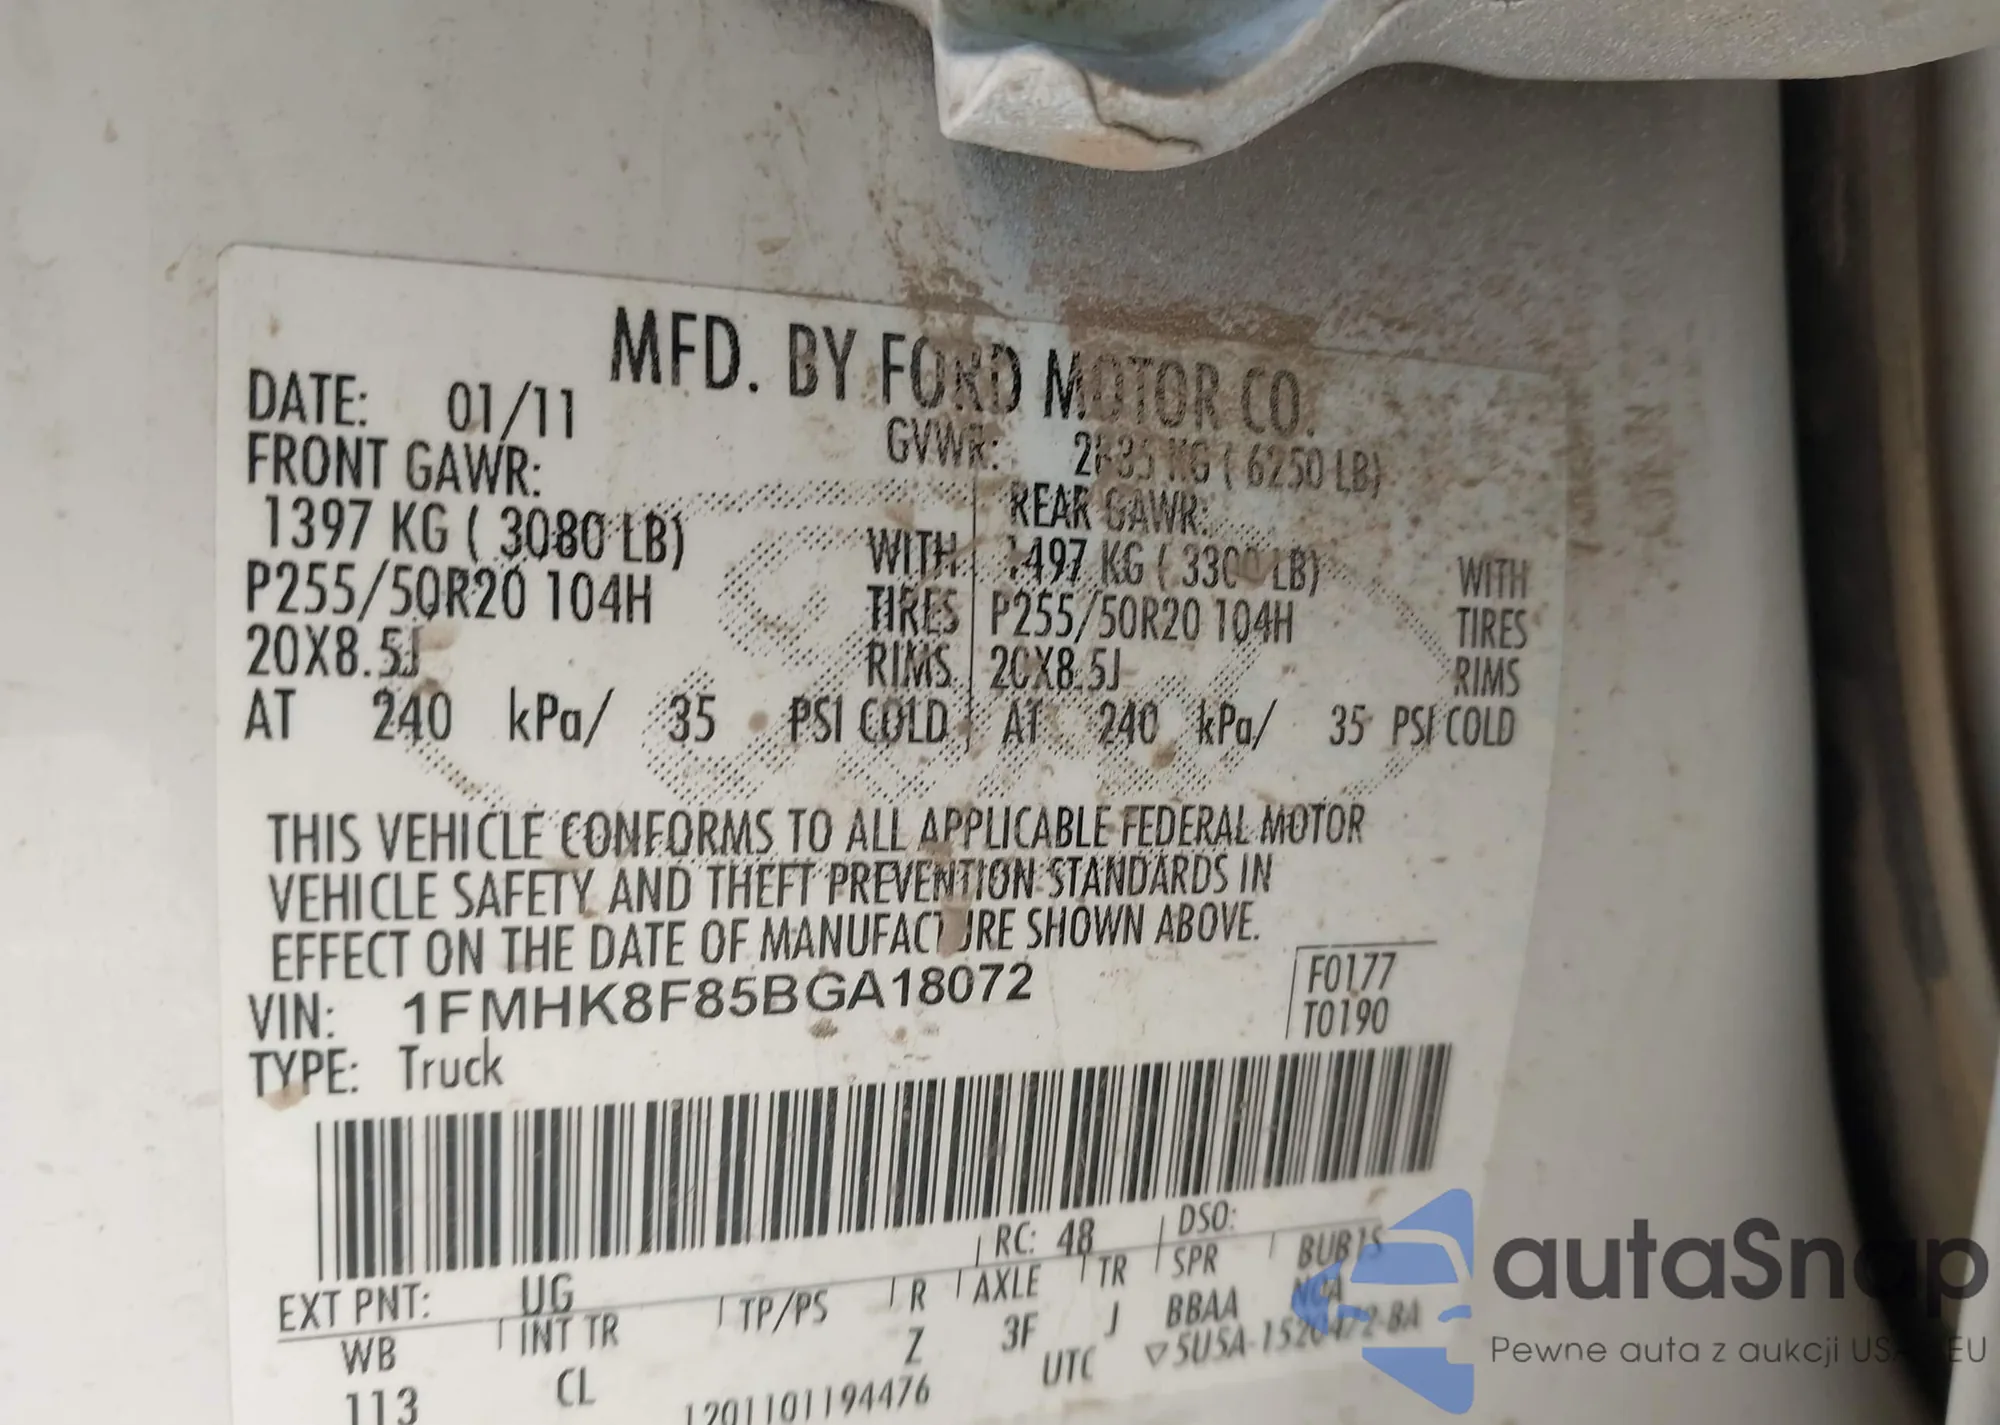 MFD. BY FORD MOTOR CO.
DATE: 01/11
GVWR: 2835 KG ( 6250 LB)
FRONT GAWR:
REAR GAWR:
1397 KG ( 3080 LB) WITH
1497 KG ( 3300 LB) WITH
P255/50R20 104H TIRES
P255/50R20 104H TIRES
20X8.5J RIMS
20X8.5J RIMS
AT 240 kPa/ 35 PSI COLD
AT 240 kPa/ 35 PSI COLD
THIS VEHICLE CONFORMS TO ALL APPLICABLE FEDERAL MOTOR
VEHICLE SAFETY AND THEFT PREVENTION STANDARDS IN
EFFECT ON THE DATE OF MANUFACTURE SHOWN ABOVE.
VIN: 1FMHK8F85BGA18072
F0177
T0190
TYPE: Truck
EXT PNT: UG RC: 48 DSO:
WB INT TR TP/PS R AXLE TR SPR
113 CL Z 3F J BBAA
1201101194476 UTC
autaSnap
Pewne auta z aukcji EU